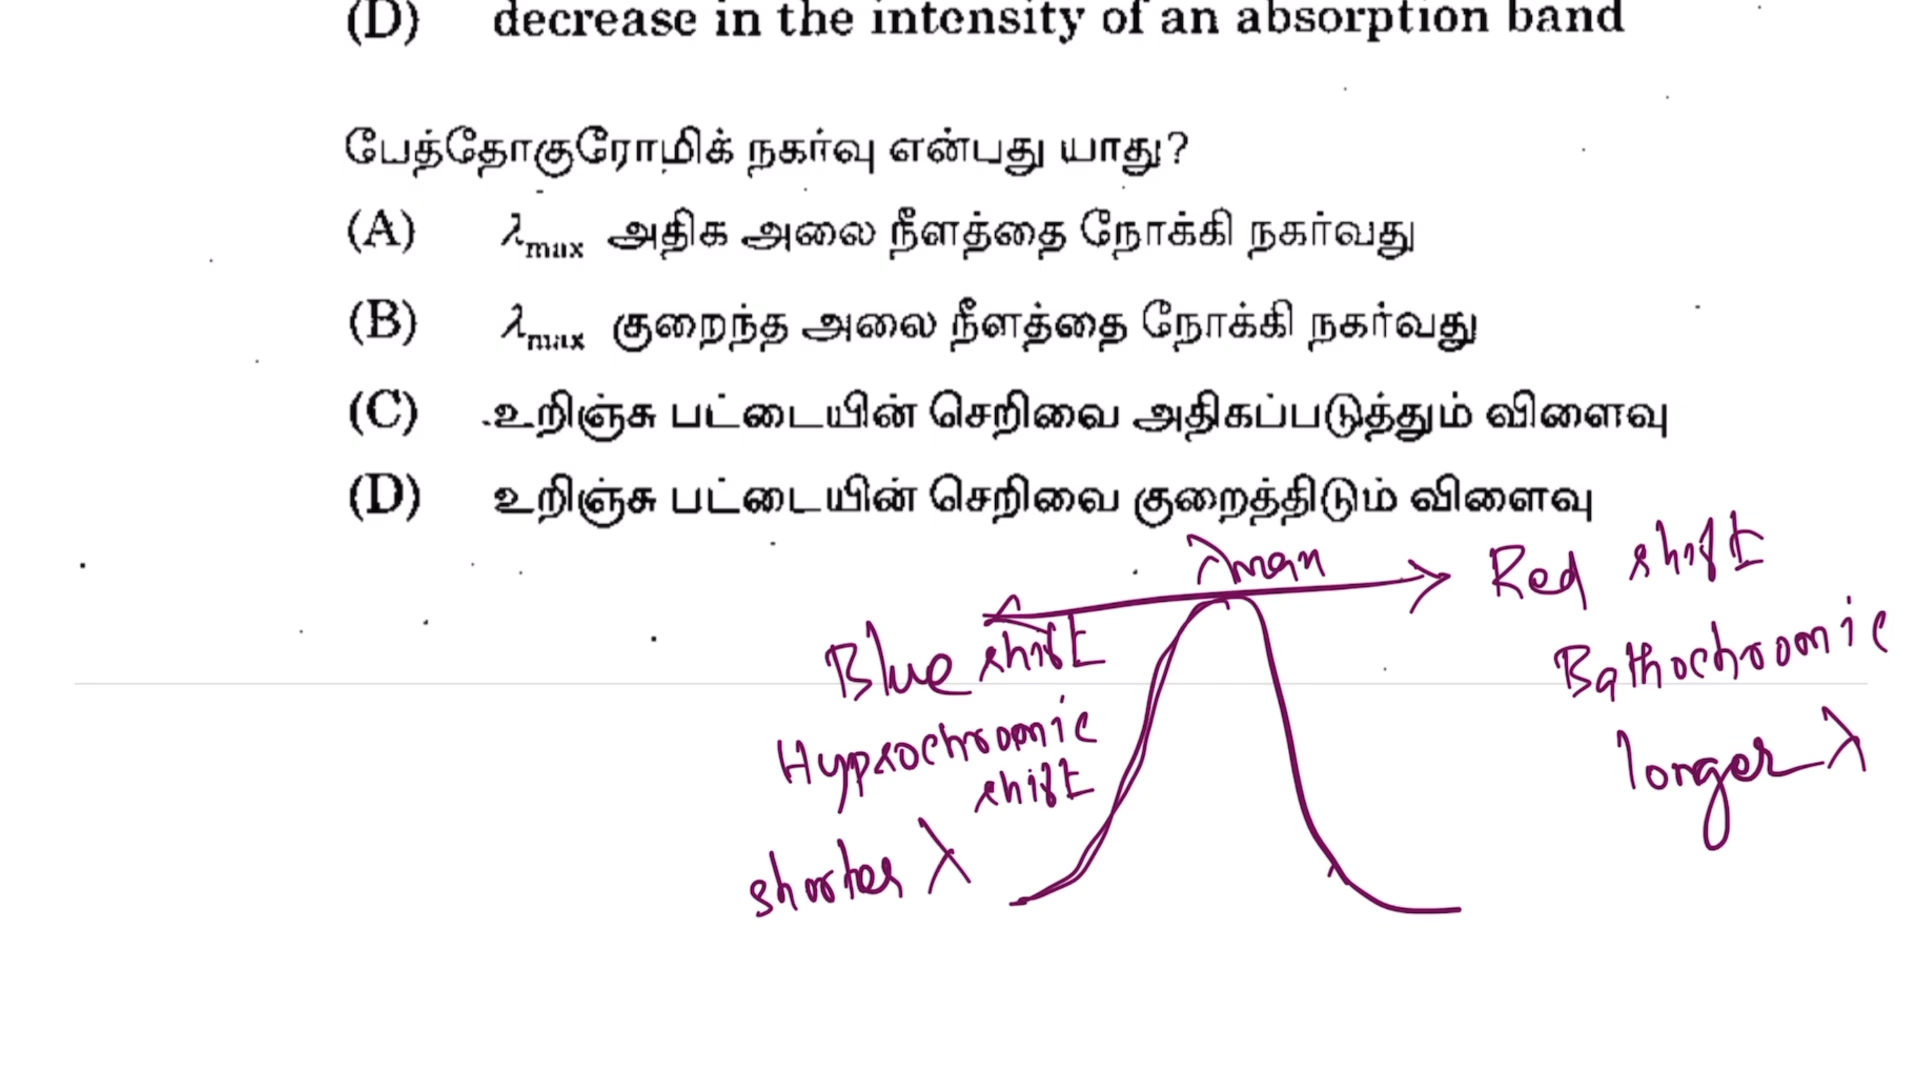 (D) decrease in the intensity of an absorption band
பேத்தோகுரோமிக் நகர்வு என்பது யாது?
(A) λmax அதிக அலை நீளத்தை நோக்கி நகர்வது
(B) λmax குறைந்த அலை நீளத்தை நோக்கி நகர்வது
(C) உறிஞ்சு பட்டையின் செறிவை அதிகப்படுத்தும் விளைவு
(D) உறிஞ்சு பட்டையின் செறிவை குறைத்திடும் விளைவு
λmax
Red shift
Blue shift
Bathochromic
Hypsochromic
shift
longer λ
shorter λ